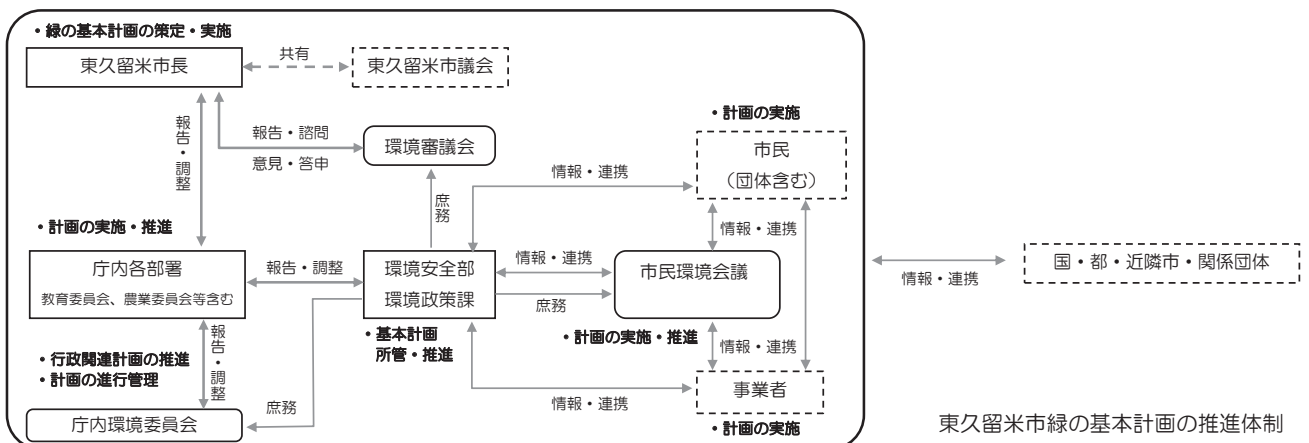 ・緑の基本計画の策定・実施
東久留米市長
共有
東久留米市議会
・計画の実施
報告・調整
報告・諮問
意見・答申
環境審議会
情報・連携
市民
（団体含む）
庶務
・計画の実施・推進
情報・連携
情報・連携
庁内各部署
教育委員会、農業委員会等含む
報告・調整
環境安全部
環境政策課
情報・連携
庶務
市民環境会議
情報・連携
国・都・近隣市・関係団体
・基本計画
所管・推進
・計画の実施・推進
・行政関連計画の推進
・計画の進行管理
報告・調整
情報・連携
情報・連携
事業者
庶務
情報・連携
庁内環境委員会
・計画の実施
東久留米市緑の基本計画の推進体制